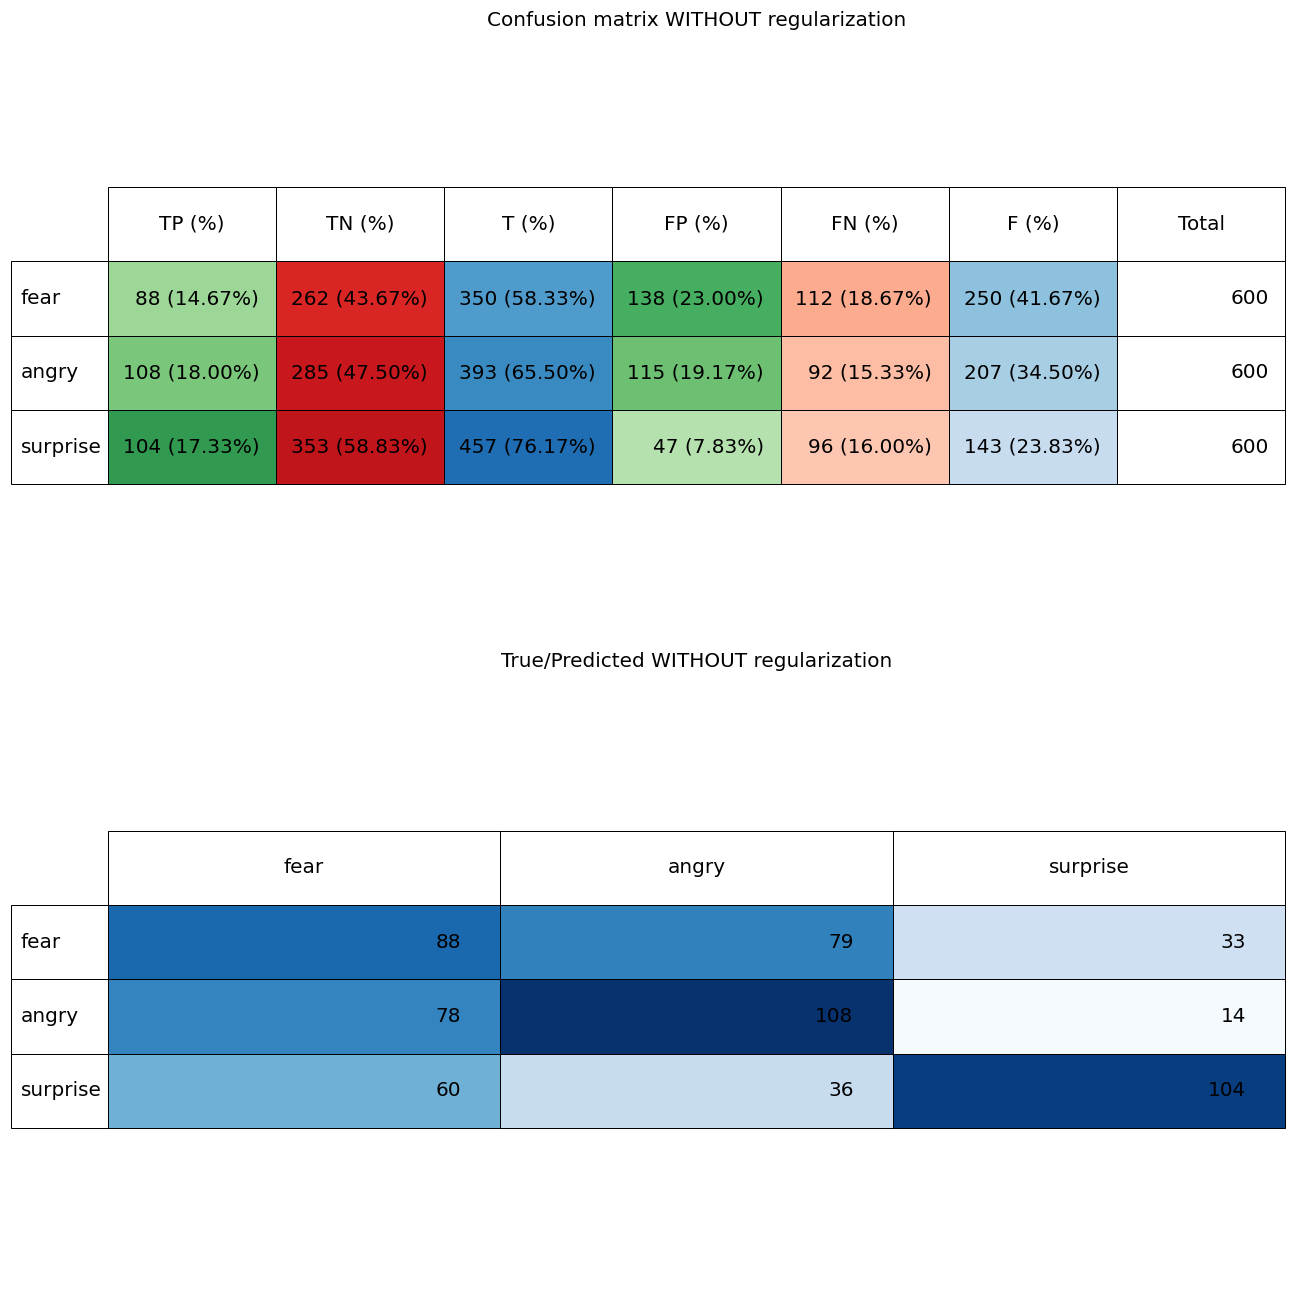 Confusion matrix WITHOUT regularization
TP (%) TN (%) T (%) FP (%) FN (%) F (%) Total
fear 88 (14.67%) 262 (43.67%) 350 (58.33%) 138 (23.00%) 112 (18.67%) 250 (41.67%) 600
angry 108 (18.00%) 285 (47.50%) 393 (65.50%) 115 (19.17%) 92 (15.33%) 207 (34.50%) 600
surprise 104 (17.33%) 353 (58.83%) 457 (76.17%) 47 (7.83%) 96 (16.00%) 143 (23.83%) 600
True/Predicted WITHOUT regularization
fear angry surprise
fear 88 79 33
angry 78 108 14
surprise 60 36 104